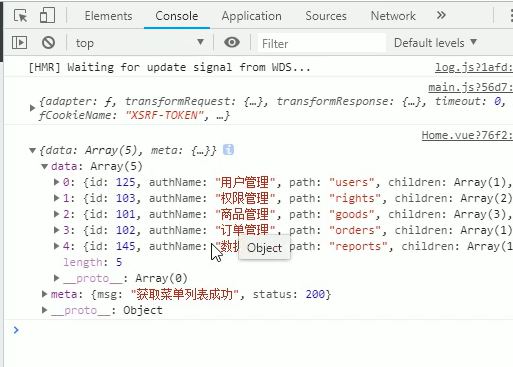 Elements Console Application Sources Network
top Filter Default levels
[HMR] Waiting for update signal from WDS... log.js?1afd:
main.js?56d7:
{adapter: ƒ, transformRequest: {…}, transformResponse: {…}, timeout: 0,
fCookieName: "XSRF-TOKEN", …}
Home.vue?76f2:
{data: Array(5), meta: {…}}
data: Array(5)
0: {id: 125, authName: "用户管理", path: "users", children: Array(1),
1: {id: 103, authName: "权限管理", path: "rights", children: Array(2)
2: {id: 101, authName: "商品管理", path: "goods", children: Array(3),
3: {id: 102, authName: "订单管理", path: "orders", children: Array(1)
4: {id: 145, authName: "数 Object path: "reports", children: Array(1
length: 5
__proto__: Array(0)
meta: {msg: "获取菜单列表成功", status: 200}
__proto__: Object